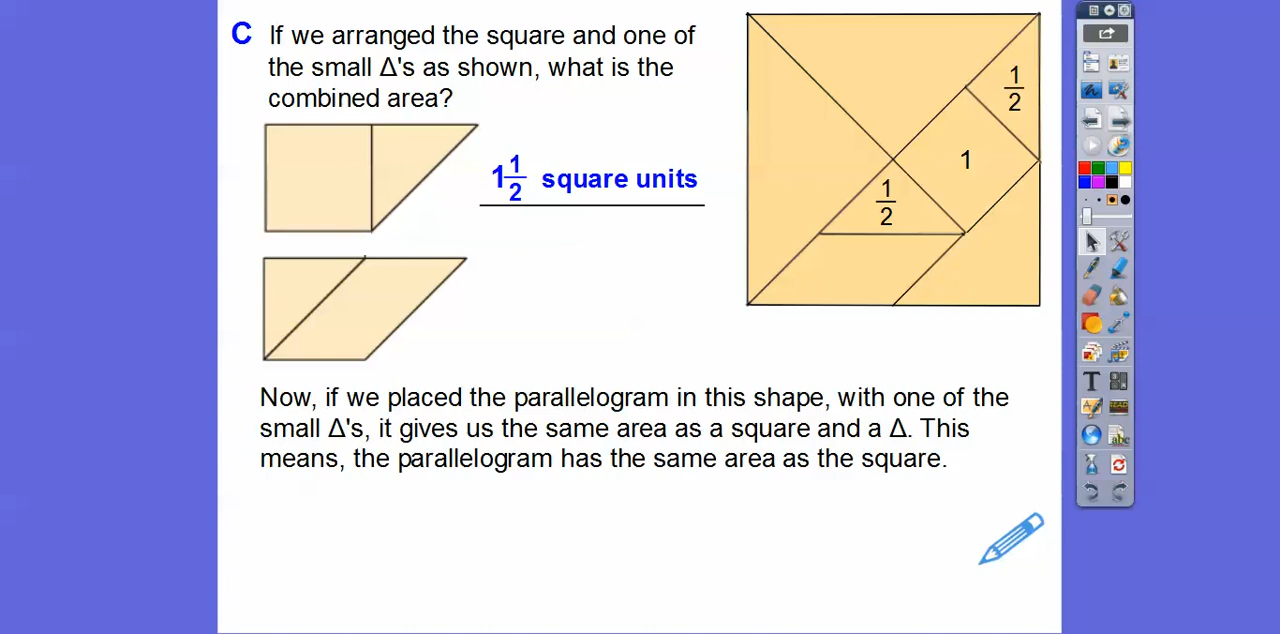 C If we arranged the square and one of
the small Δ's as shown, what is the
combined area?
1 1/2 square units
1/2
1
1/2
Now, if we placed the parallelogram in this shape, with one of the
small Δ's, it gives us the same area as a square and a Δ. This
means, the parallelogram has the same area as the square.